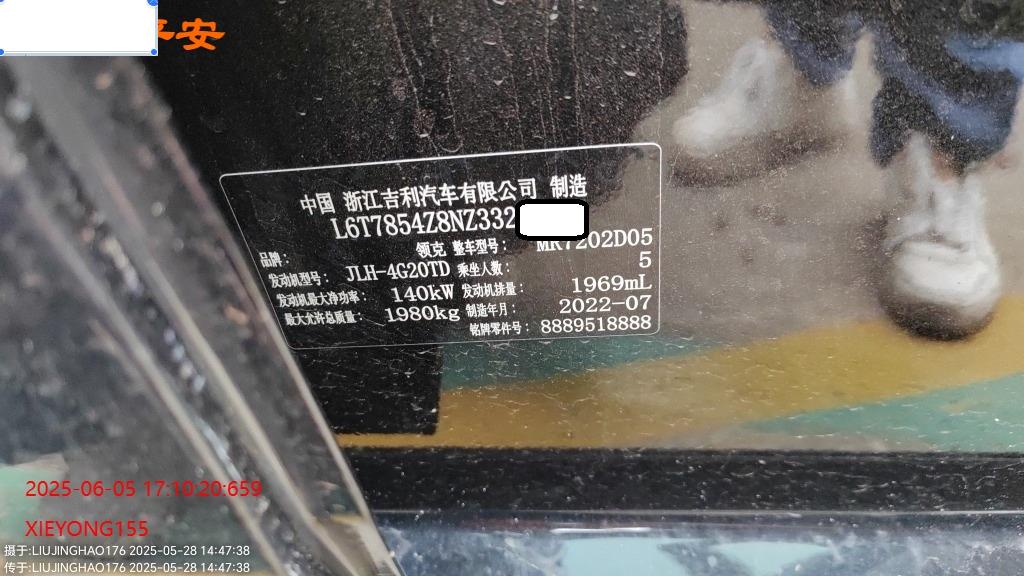 平安
中国 浙江吉利汽车有限公司 制造
L6T7854Z8NZ332
品牌： 领克 整车型号： MR7202D05
发动机型号： JLH-4G20TD 乘坐人数： 5
发动机最大净功率： 140kW 发动机排量： 1969mL
最大允许总质量： 1980kg 制造年月： 2022-07
铭牌零件号： 8889518888
2025-06-05 17:10:20:659
XIEYONG155
摄于:LIUJINGHAO176 2025-05-28 14:47:38
传于:LIUJINGHAO176 2025-05-28 14:47:38